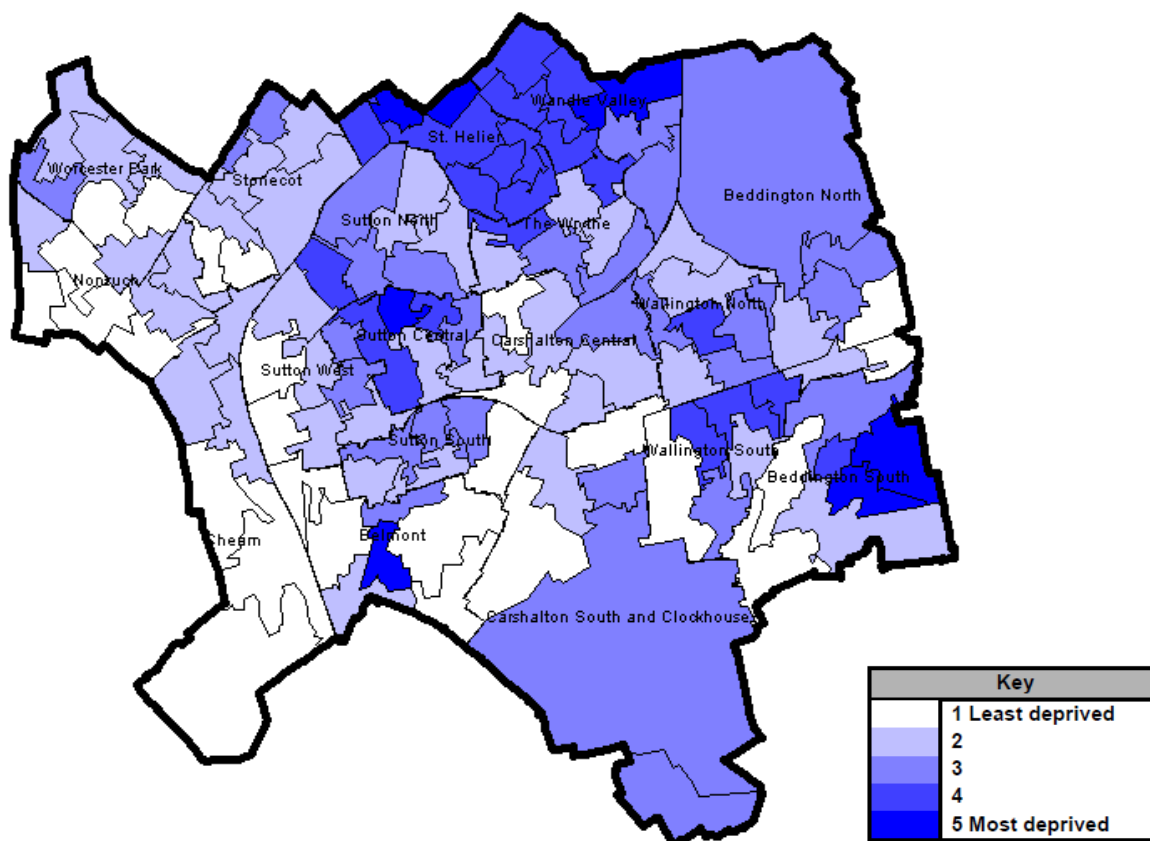 Wandle Valley
St. Helier
Worcester Park
Stonecot
Beddington North
Sutton North
The Wrythe
Nonsuch
Wallington North
Sutton Central
Carshalton Central
Sutton West
Sutton South
Wallington South
Beddington South
Cheam
Belmont
Carshalton South and Clockhouse
Key
1 Least deprived
2
3
4
5 Most deprived